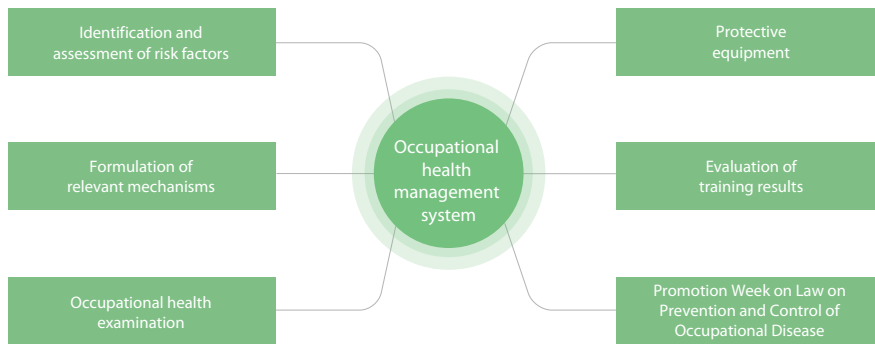 Identification and
assessment of risk factors
Formulation of
relevant mechanisms
Occupational health
examination
Occupational
health
management
system
Protective
equipment
Evaluation of
training results
Promotion Week on Law on
Prevention and Control of
Occupational Disease